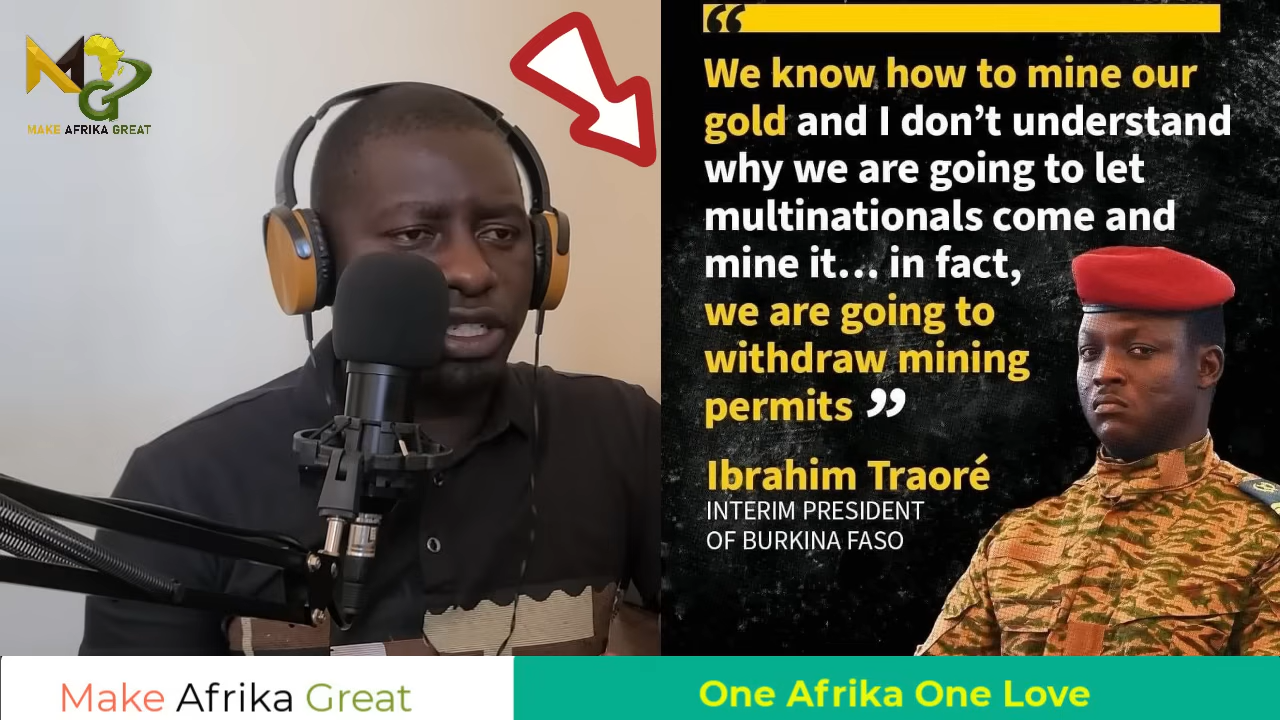 MG
MAKE AFRIKA GREAT
“
We know how to mine our
gold and I don’t understand
why we are going to let
multinationals come and
mine it... in fact,
we are going to
withdraw mining
permits ”
Ibrahim Traoré
INTERIM PRESIDENT
OF BURKINA FASO
Make Afrika Great
One Afrika One Love